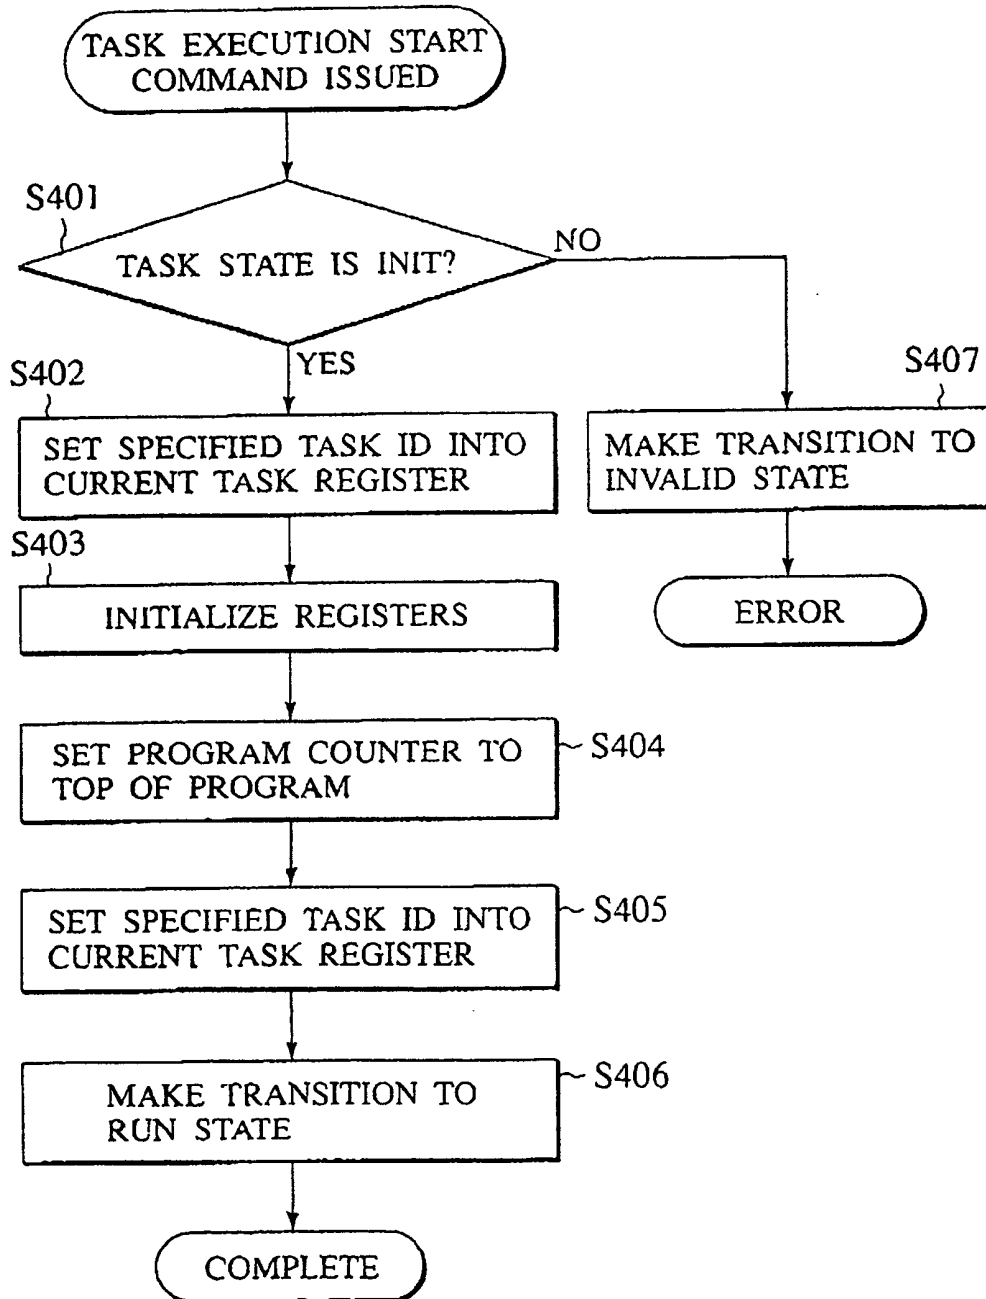 TASK EXECUTION START
COMMAND ISSUED
S401
TASK STATE IS INIT?
NO
YES
S402
SET SPECIFIED TASK ID INTO
CURRENT TASK REGISTER
S407
MAKE TRANSITION TO
INVALID STATE
S403
INITIALIZE REGISTERS
ERROR
SET PROGRAM COUNTER TO
TOP OF PROGRAM
S404
SET SPECIFIED TASK ID INTO
CURRENT TASK REGISTER
S405
MAKE TRANSITION TO
RUN STATE
S406
COMPLETE